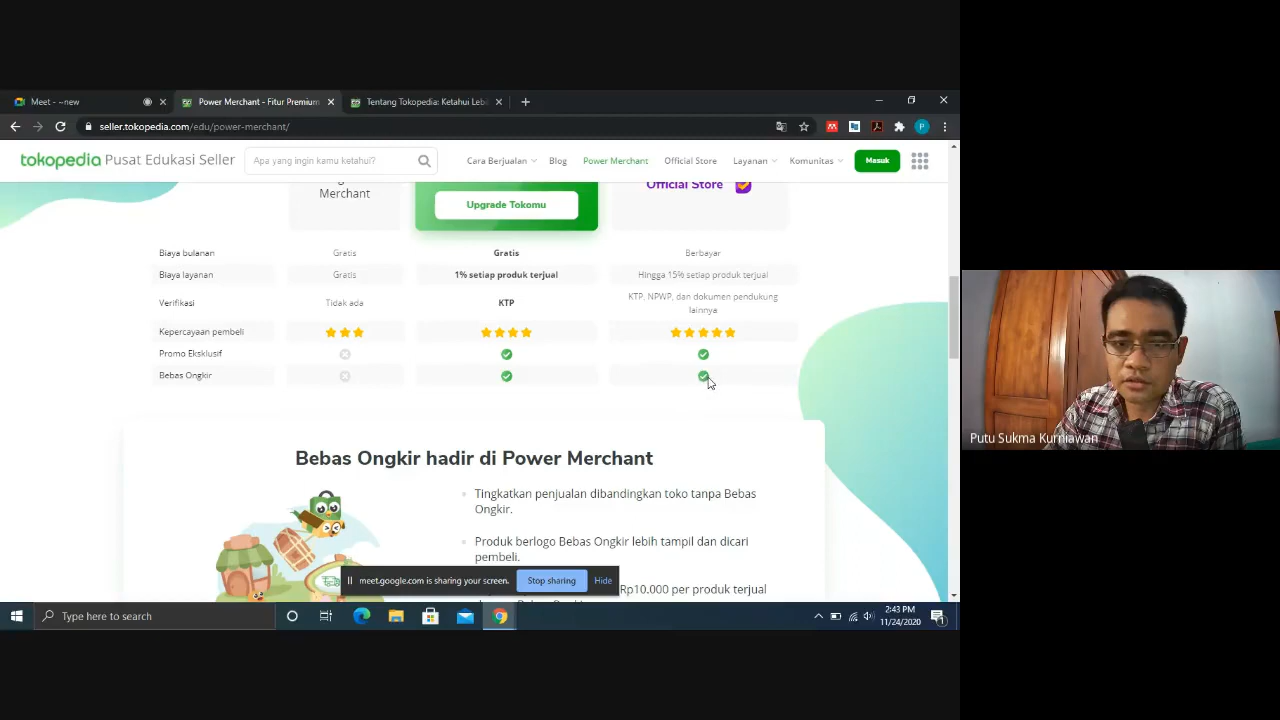 Meet - ~new
Power Merchant - Fitur Premium
Tentang Tokopedia: Ketahui Lebi
seller.tokopedia.com/edu/power-merchant/
P
tokopedia Pusat Edukasi Seller
Apa yang ingin kamu ketahui?
Cara Berjualan
Blog
Power Merchant
Official Store
Layanan
Komunitas
Masuk
Merchant
Upgrade Tokomu
Official Store
Biaya bulanan Gratis Gratis Berbayar
Biaya layanan Gratis 1% setiap produk terjual Hingga 15% setiap produk terjual
Verifikasi Tidak ada KTP KTP, NPWP, dan dokumen pendukung
lainnya
Kepercayaan pembeli
Promo Eksklusif
Bebas Ongkir
Bebas Ongkir hadir di Power Merchant
Tingkatkan penjualan dibandingkan toko tanpa Bebas
Ongkir.
Produk berlogo Bebas Ongkir lebih tampil dan dicari
pembeli.
Rp10.000 per produk terjual
meet.google.com is sharing your screen.
Stop sharing
Hide
Type here to search
2:43 PM
11/24/2020
1
Putu Sukma Kurniawan